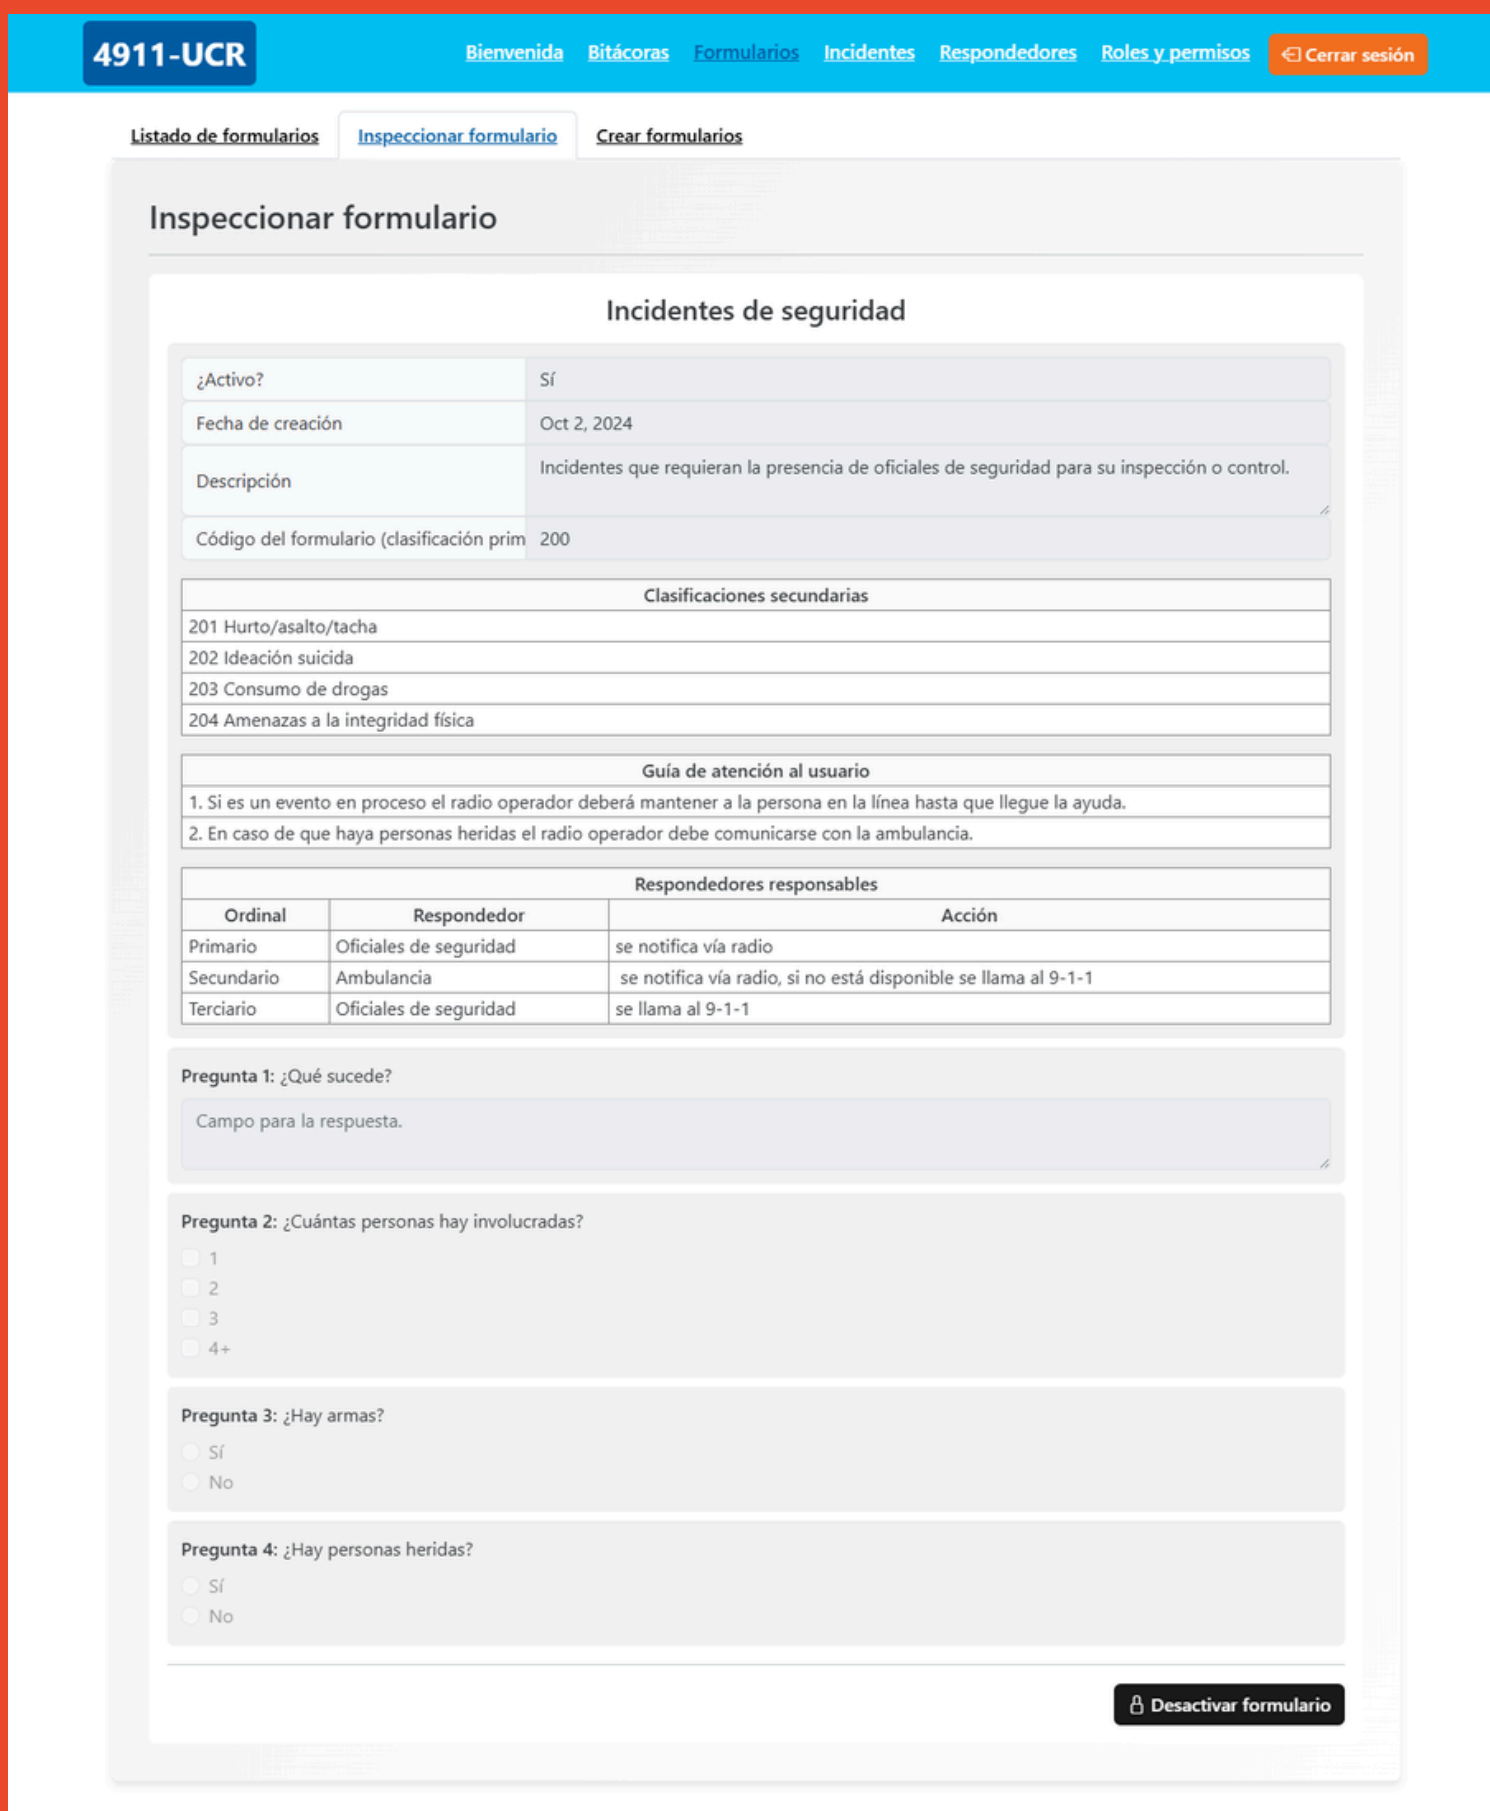 4911-UCR
Bienvenida Bitácoras Formularios Incidentes Respondedores Roles y permisos Cerrar sesión
Listado de formularios Inspeccionar formulario Crear formularios
Inspeccionar formulario
Incidentes de seguridad
¿Activo? Sí
Fecha de creación Oct 2, 2024
Descripción Incidentes que requieran la presencia de oficiales de seguridad para su inspección o control.
Código del formulario (clasificación prim 200
Clasificaciones secundarias
201 Hurto/asalto/tacha
202 Ideación suicida
203 Consumo de drogas
204 Amenazas a la integridad física
Guía de atención al usuario
1. Si es un evento en proceso el radio operador deberá mantener a la persona en la línea hasta que llegue la ayuda.
2. En caso de que haya personas heridas el radio operador debe comunicarse con la ambulancia.
Respondedores responsables
Ordinal Respondedor Acción
Primario Oficiales de seguridad se notifica vía radio
Secundario Ambulancia se notifica vía radio, si no está disponible se llama al 9-1-1
Terciario Oficiales de seguridad se llama al 9-1-1
Pregunta 1: ¿Qué sucede?
Campo para la respuesta.
Pregunta 2: ¿Cuántas personas hay involucradas?
1
2
3
4+
Pregunta 3: ¿Hay armas?
Sí
No
Pregunta 4: ¿Hay personas heridas?
Sí
No
Desactivar formulario